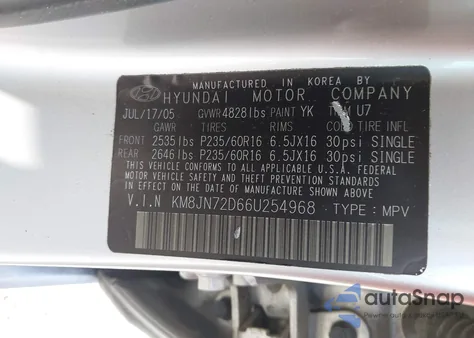 MANUFACTURED IN KOREA BY
HYUNDAI MOTOR COMPANY
JUL/17/05 GVWR4828lbs PAINT YK U7
GAWR TIRES RIMS TIRE INFL
FRONT 2535lbs P235/60R16 6.5JX16 30psi SINGLE
REAR 2646lbs P235/60R16 6.5JX16 30psi SINGLE
THIS VEHICLE CONFORMS TO ALL APPLICABLE U.S.A FEDERAL
MOTOR VEHICLE SAFETY, BUMPER, AND THEFT PREVENTION
STANDARDS IN EFFECT ON THE DATE OF MANUFACTURE SHOWN ABOVE.
V.I.N KM8JN72D66U254968 TYPE : MPV
autoSnap